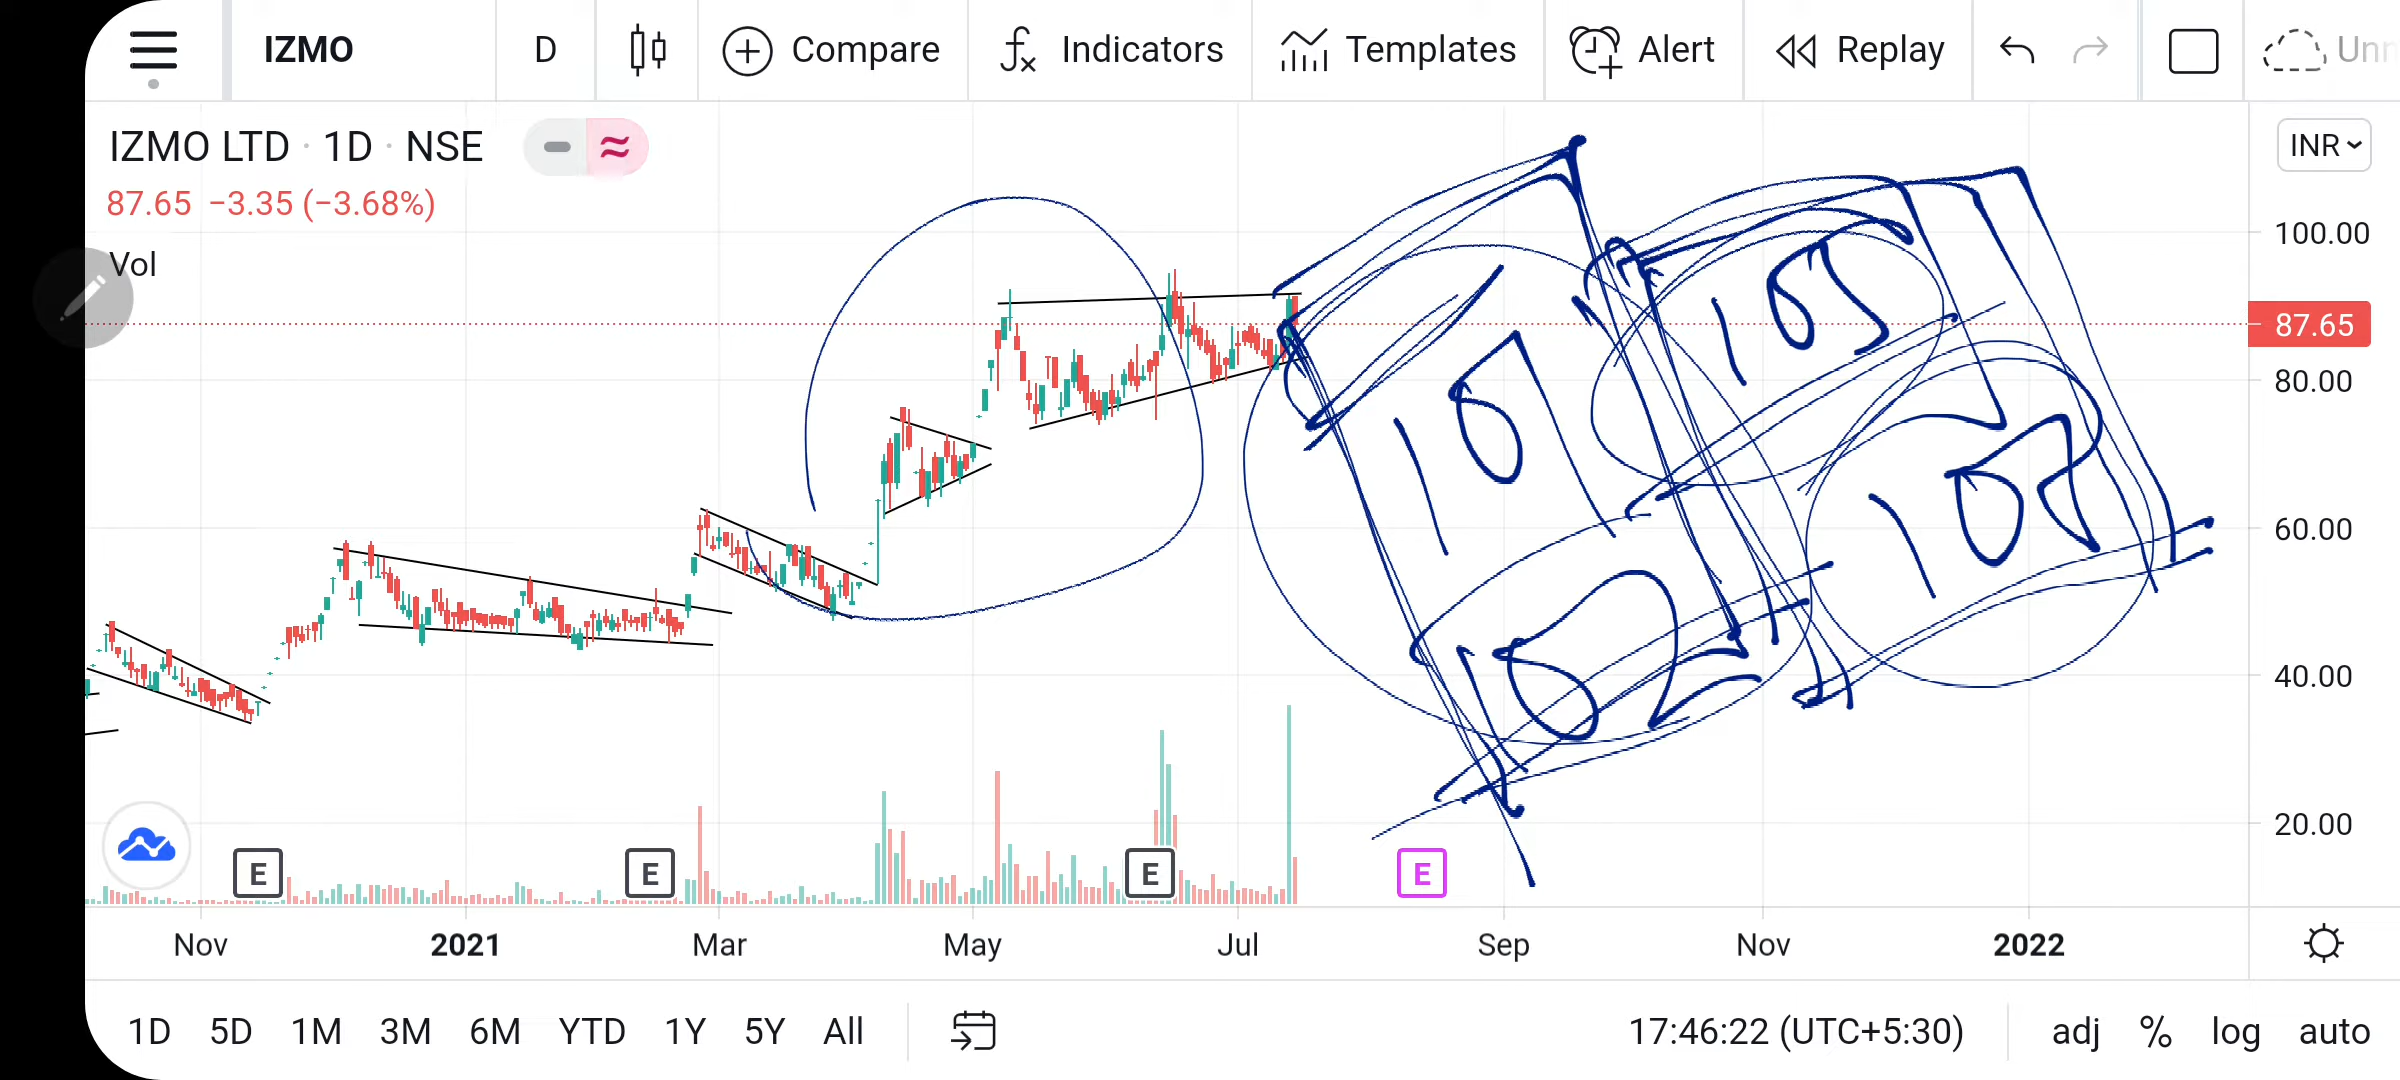 IZMO D Compare Indicators Templates Alert Replay
IZMO LTD · 1D · NSE
INR
87.65 −3.35 (−3.68%)
Vol
100.00
87.65
80.00
60.00
40.00
20.00
102
E E E E
Nov 2021 Mar May Jul Sep Nov 2022
1D 5D 1M 3M 6M YTD 1Y 5Y All
17:46:22 (UTC+5:30) adj % log auto